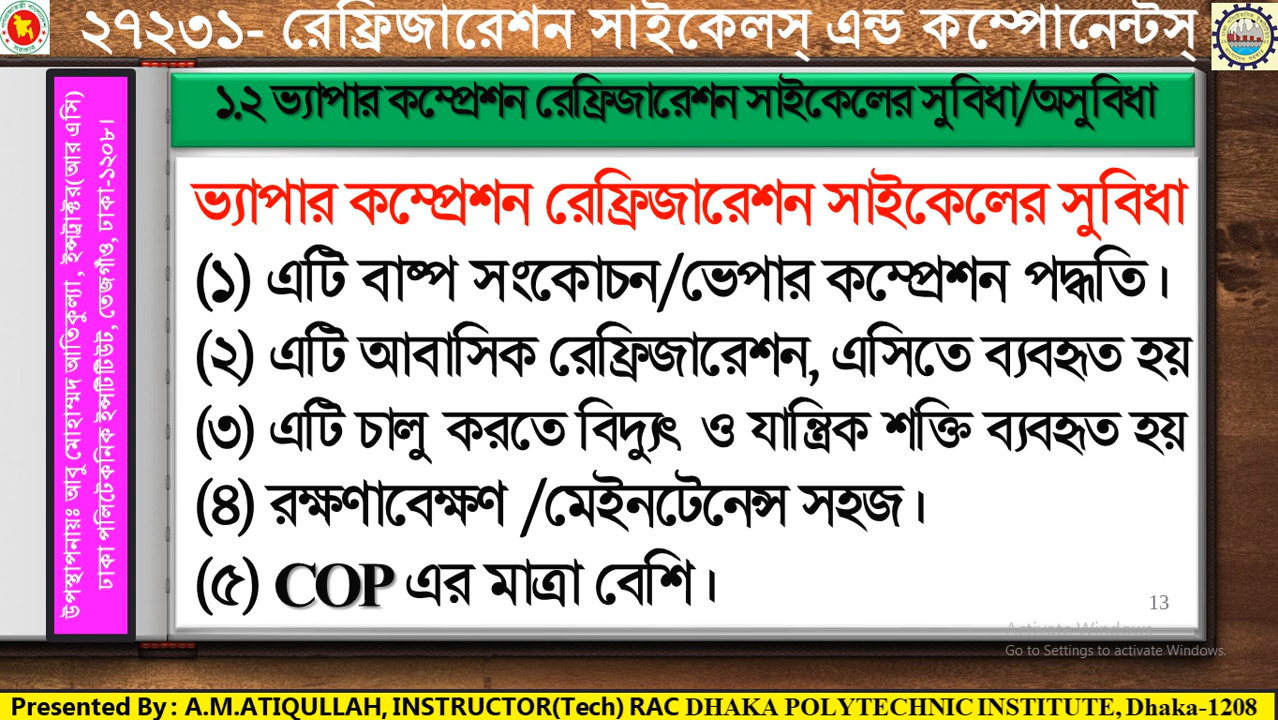 ২৭২৩১- রেফ্রিজারেশন সাইকেলস্ এন্ড কম্পোনেন্টস্
১.২ ভ্যাপার কম্প্রেশন রেফ্রিজারেশন সাইকেলের সুবিধা/অসুবিধা
উপস্থাপনায়ঃ আবু মোহাম্মদ আতিকুল্যা, ইন্সট্রাক্টর(আর এসি)
ঢাকা পলিটেকনিক ইন্সটিটিউট, তেজগাঁও, ঢাকা-১২০৮।
ভ্যাপার কম্প্রেশন রেফ্রিজারেশন সাইকেলের সুবিধা
(১) এটি বাষ্প সংকোচন/ভেপার কম্প্রেশন পদ্ধতি।
(২) এটি আবাসিক রেফ্রিজারেশন, এসিতে ব্যবহৃত হয়
(৩) এটি চালু করতে বিদ্যুৎ ও যান্ত্রিক শক্তি ব্যবহৃত হয়
(৪) রক্ষণাবেক্ষণ /মেইনটেনেন্স সহজ।
(৫) COP এর মাত্রা বেশি।
13
Activate Windows
Go to Settings to activate Windows.
Presented By : A.M.ATIQULLAH, INSTRUCTOR(Tech) RAC DHAKA POLYTECHNIC INSTITUTE, Dhaka-1208